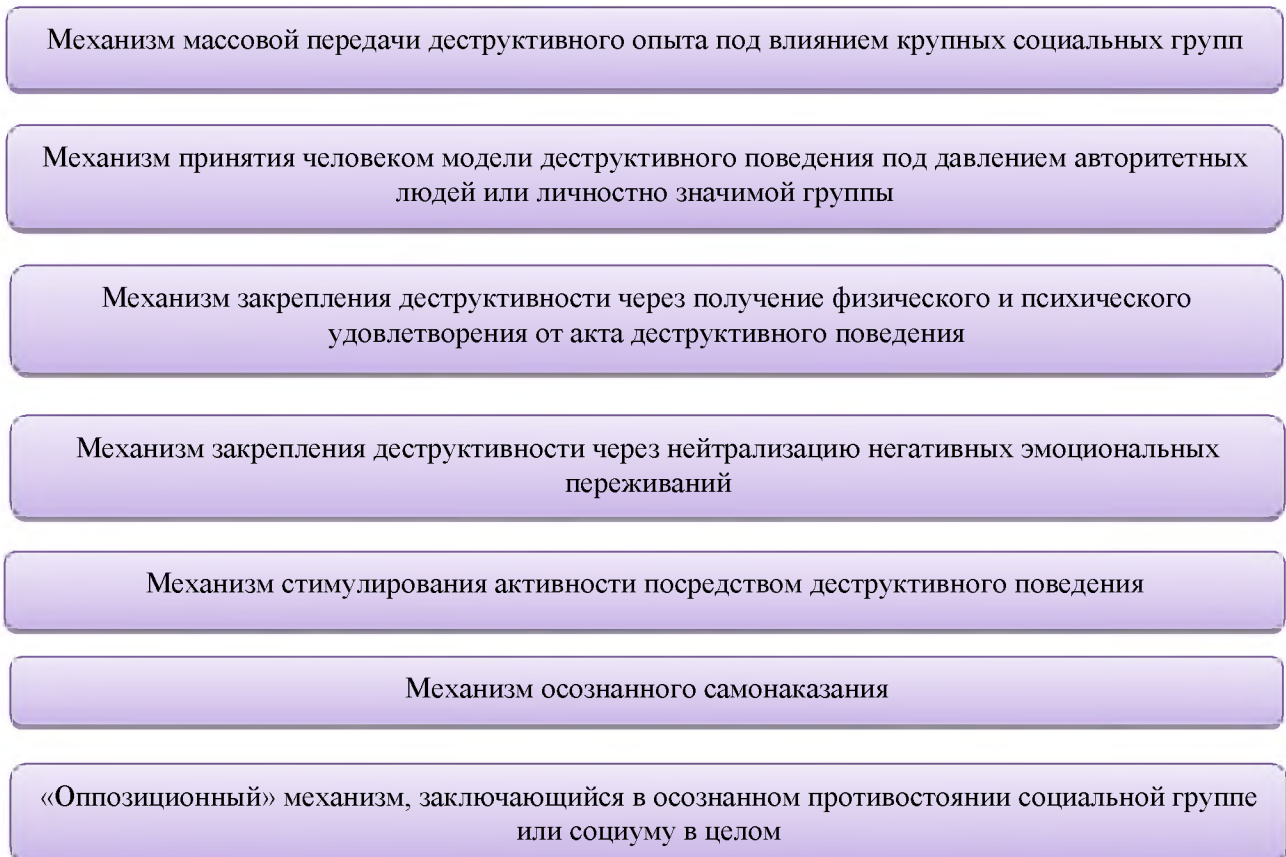 Механизм массовой передачи деструктивного опыта под влиянием крупных социальных групп
Механизм принятия человеком модели деструктивного поведения под давлением авторитетных
людей или личностно значимой группы
Механизм закрепления деструктивности через получение физического и психического
удовлетворения от акта деструктивного поведения
Механизм закрепления деструктивности через нейтрализацию негативных эмоциональных
переживаний
Механизм стимулирования активности посредством деструктивного поведения
Механизм осознанного самонаказания
«Оппозиционный» механизм, заключающийся в осознанном противостоянии социальной группе
или социуму в целом